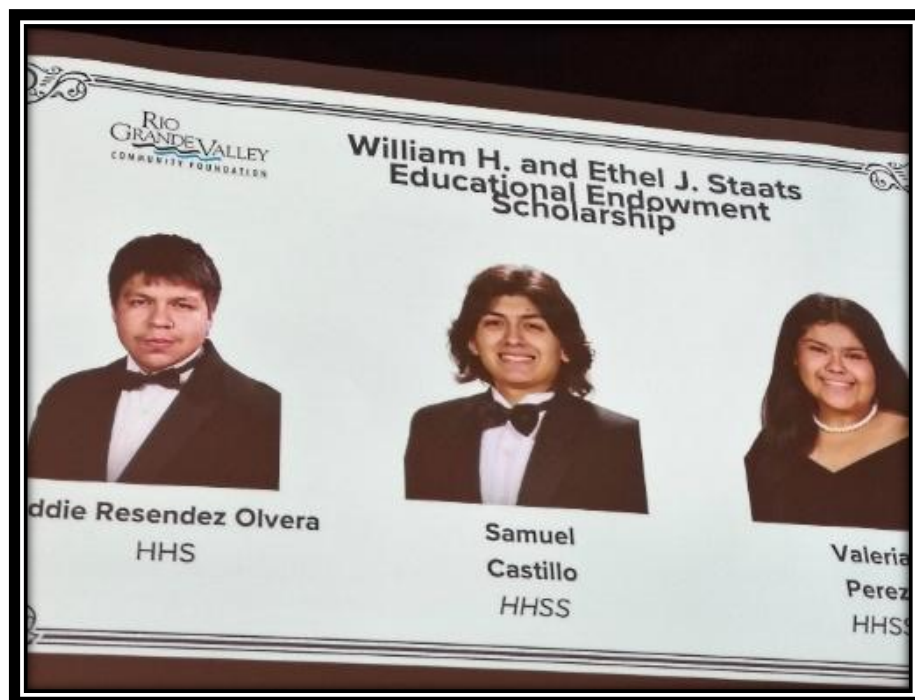 RIO
GRANDE VALLEY
COMMUNITY FOUNDATION
William H. and Ethel J. Staats
Educational Endowment
Scholarship
ddie Resendez Olvera
HHS
Samuel
Castillo
HHSS
Valeria
Perez
HHSS